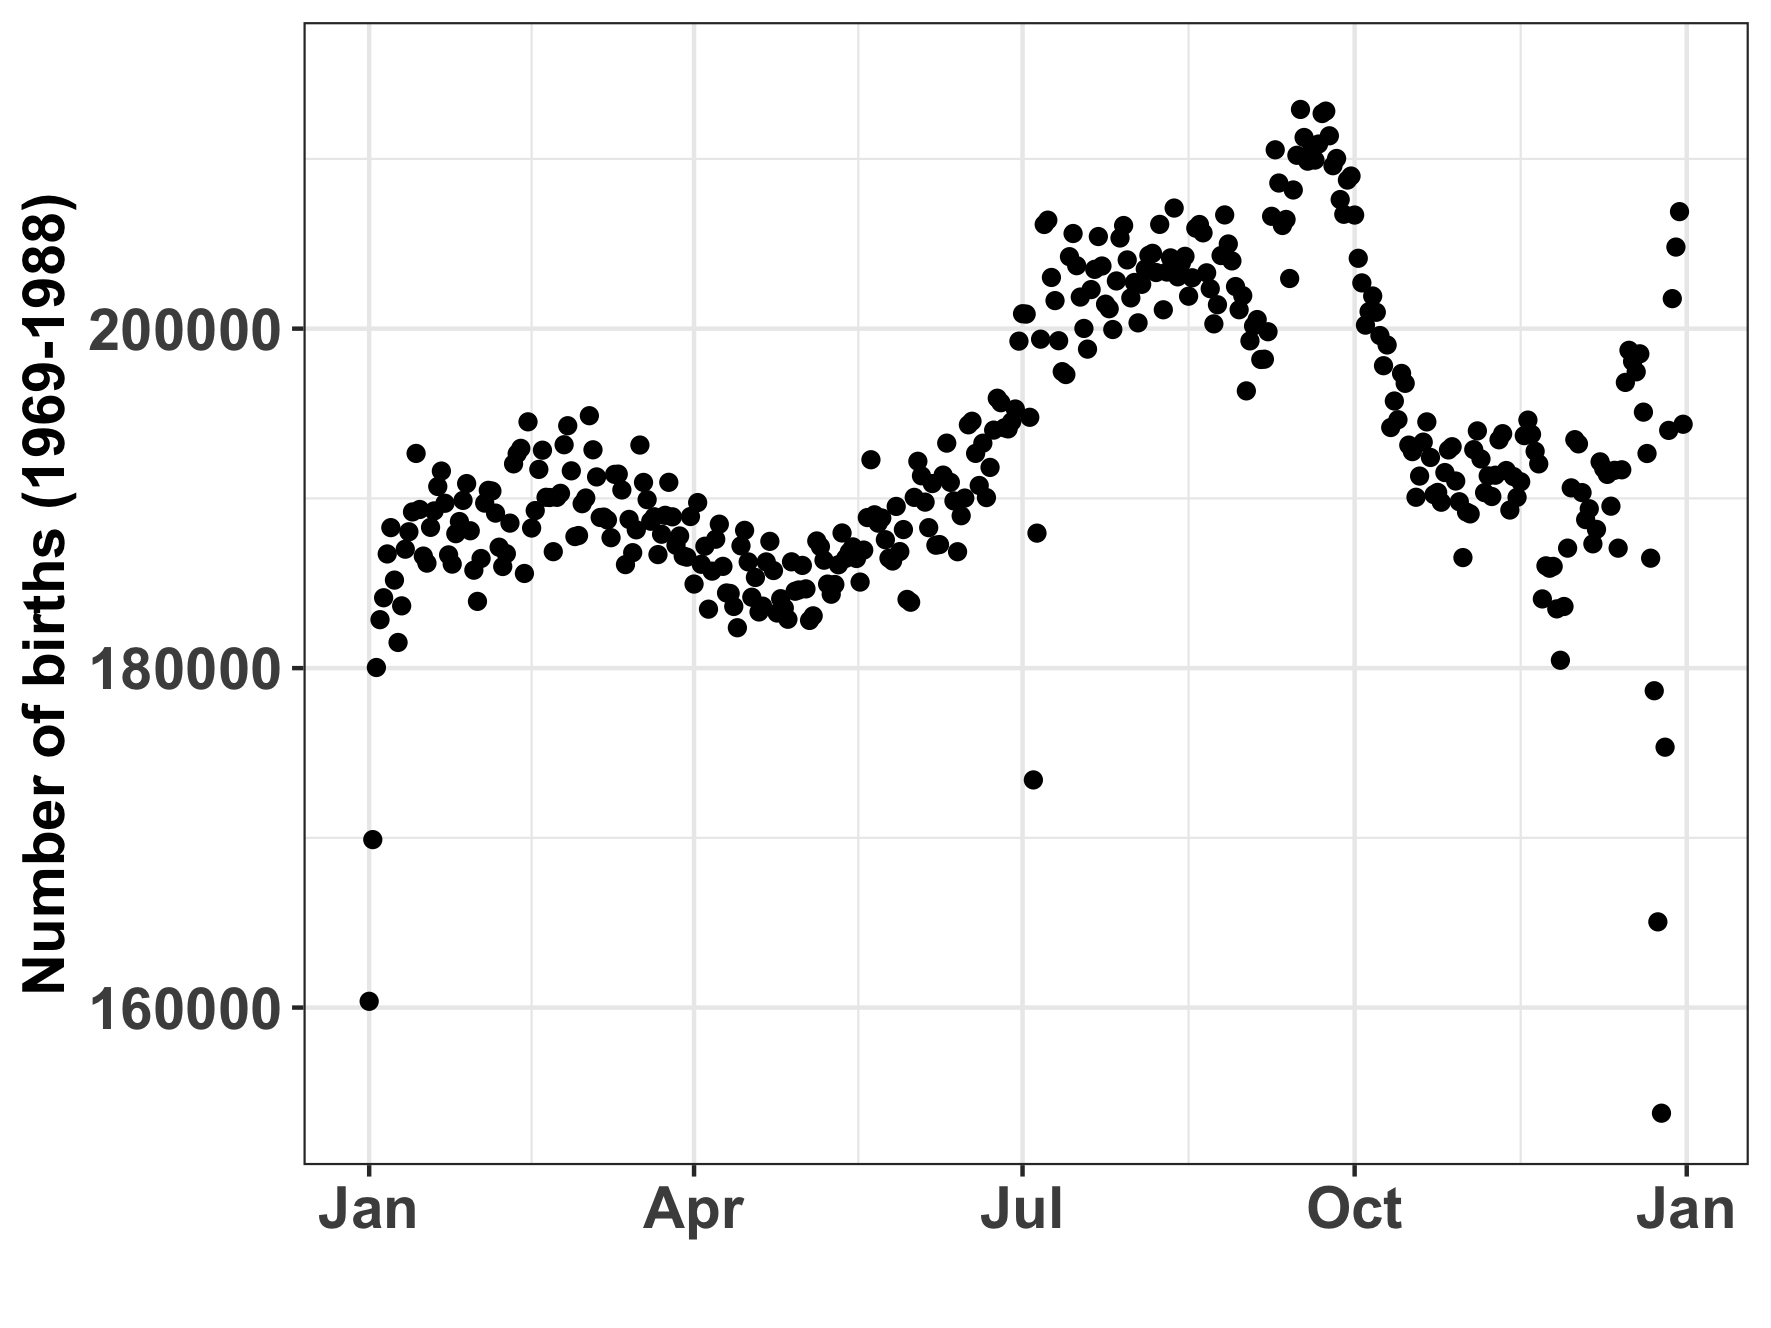 Number of births (1969-1988)
200000
180000
160000
Jan Apr Jul Oct Jan